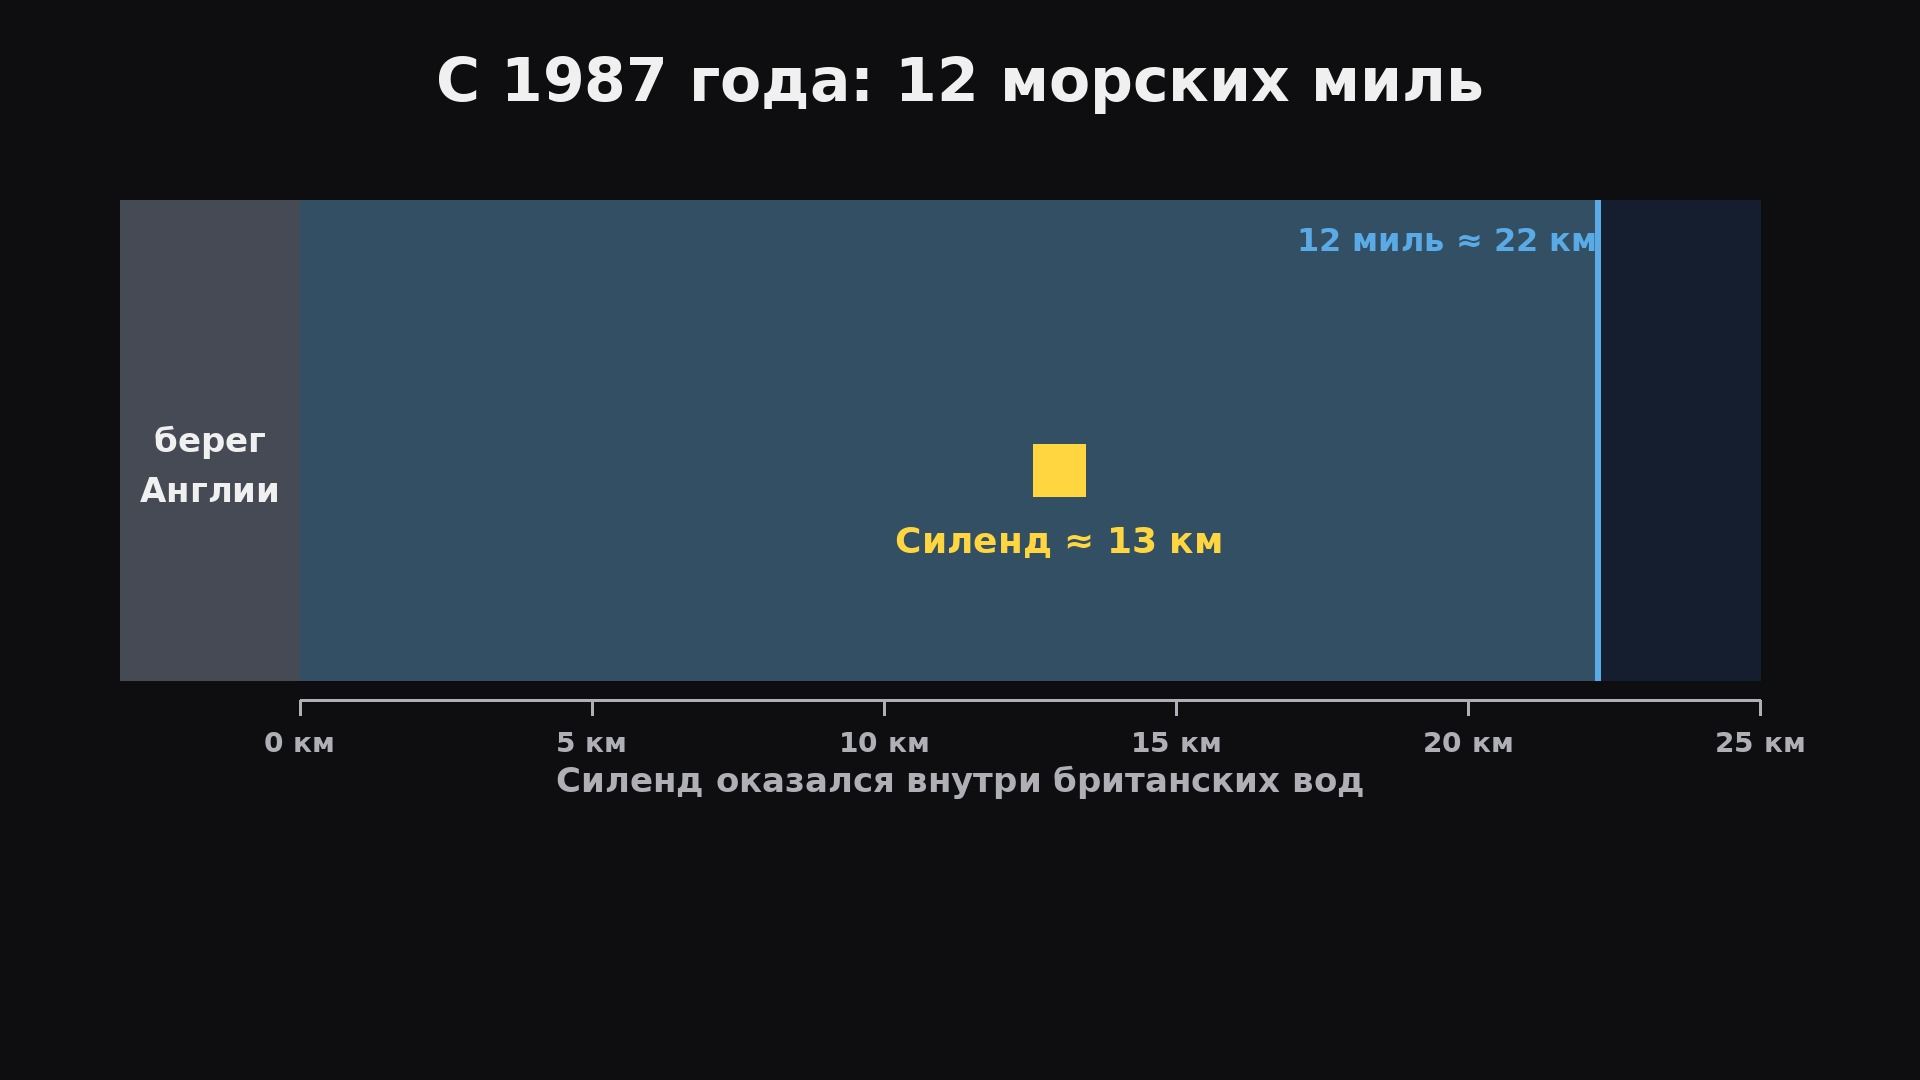 С 1987 года: 12 морских миль
12 миль ≈ 22 км
берег
Англии
Силенд ≈ 13 км
0 км 5 км 10 км 15 км 20 км 25 км
Силенд оказался внутри британских вод